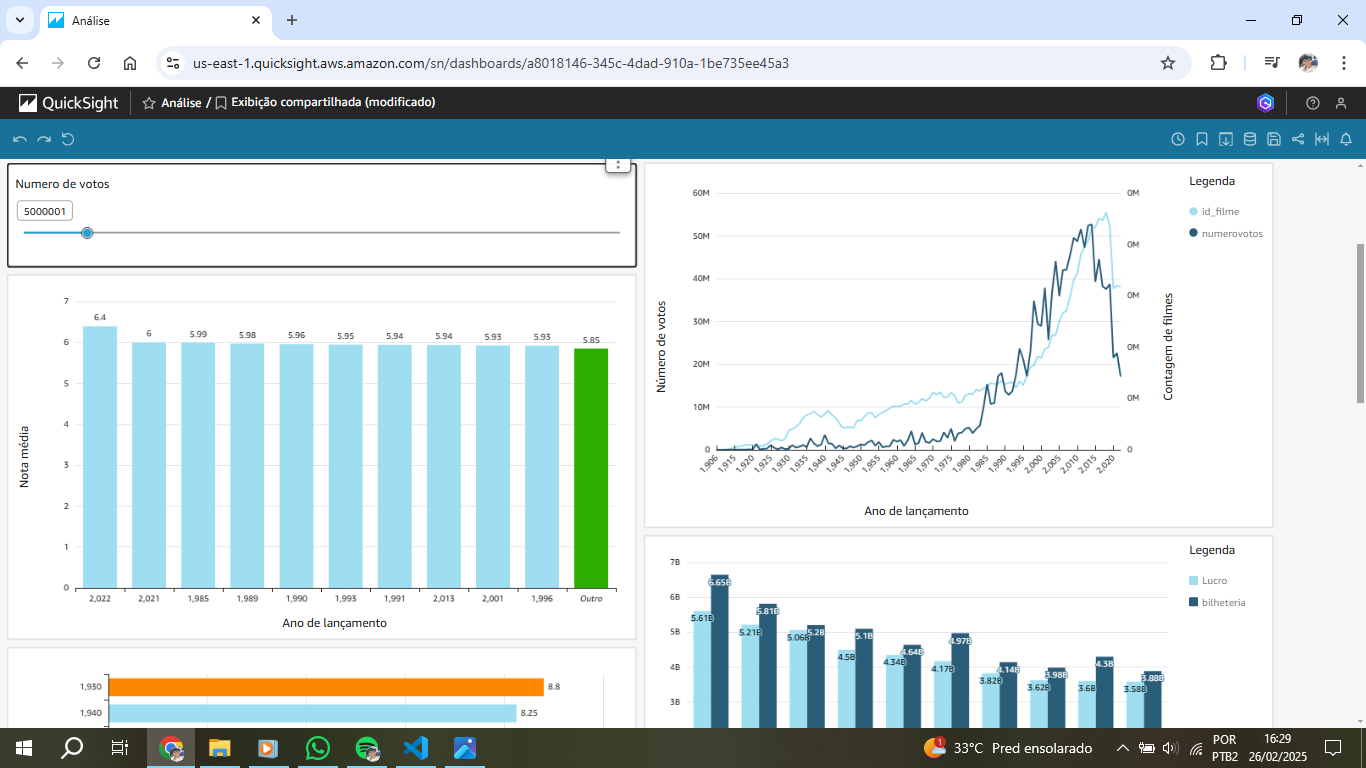 Análise
us-east-1.quicksight.aws.amazon.com/sn/dashboards/a8018146-345c-4dad-910a-1be735ee45a3
QuickSight
Análise / Exibição compartilhada (modificado)
Numero de votos
5000001
7
6
5
4
3
2
1
0
6.4
6
5.99
5.98
5.96
5.95
5.94
5.94
5.93
5.93
5.85
Nota média
2,022
2,021
1,985
1,989
1,990
1,993
1,991
2,013
2,001
1,996
Outro
Ano de lançamento
1,930
8.8
1,940
8.25
60M
50M
40M
30M
20M
10M
0
Número de votos
0M
0M
0M
0M
0M
0
Contagem de filmes
1,906
1,915
1,920
1,925
1,930
1,935
1,940
1,945
1,950
1,955
1,960
1,965
1,970
1,975
1,980
1,985
1,990
1,995
2,000
2,005
2,010
2,015
2,020
Ano de lançamento
Legenda
id_filme
numerovotos
7B
6B
5B
4B
3B
5.61B
6.65B
5.21B
5.81B
5.06B
5.2B
4.5B
5.1B
4.34B
4.64B
4.17B
4.97B
3.82B
4.14B
3.62B
3.98B
3.6B
4.3B
3.58B
3.88B
Legenda
Lucro
bilheteria
1
33°C Pred ensolarado
POR
PTB2
16:29
26/02/2025